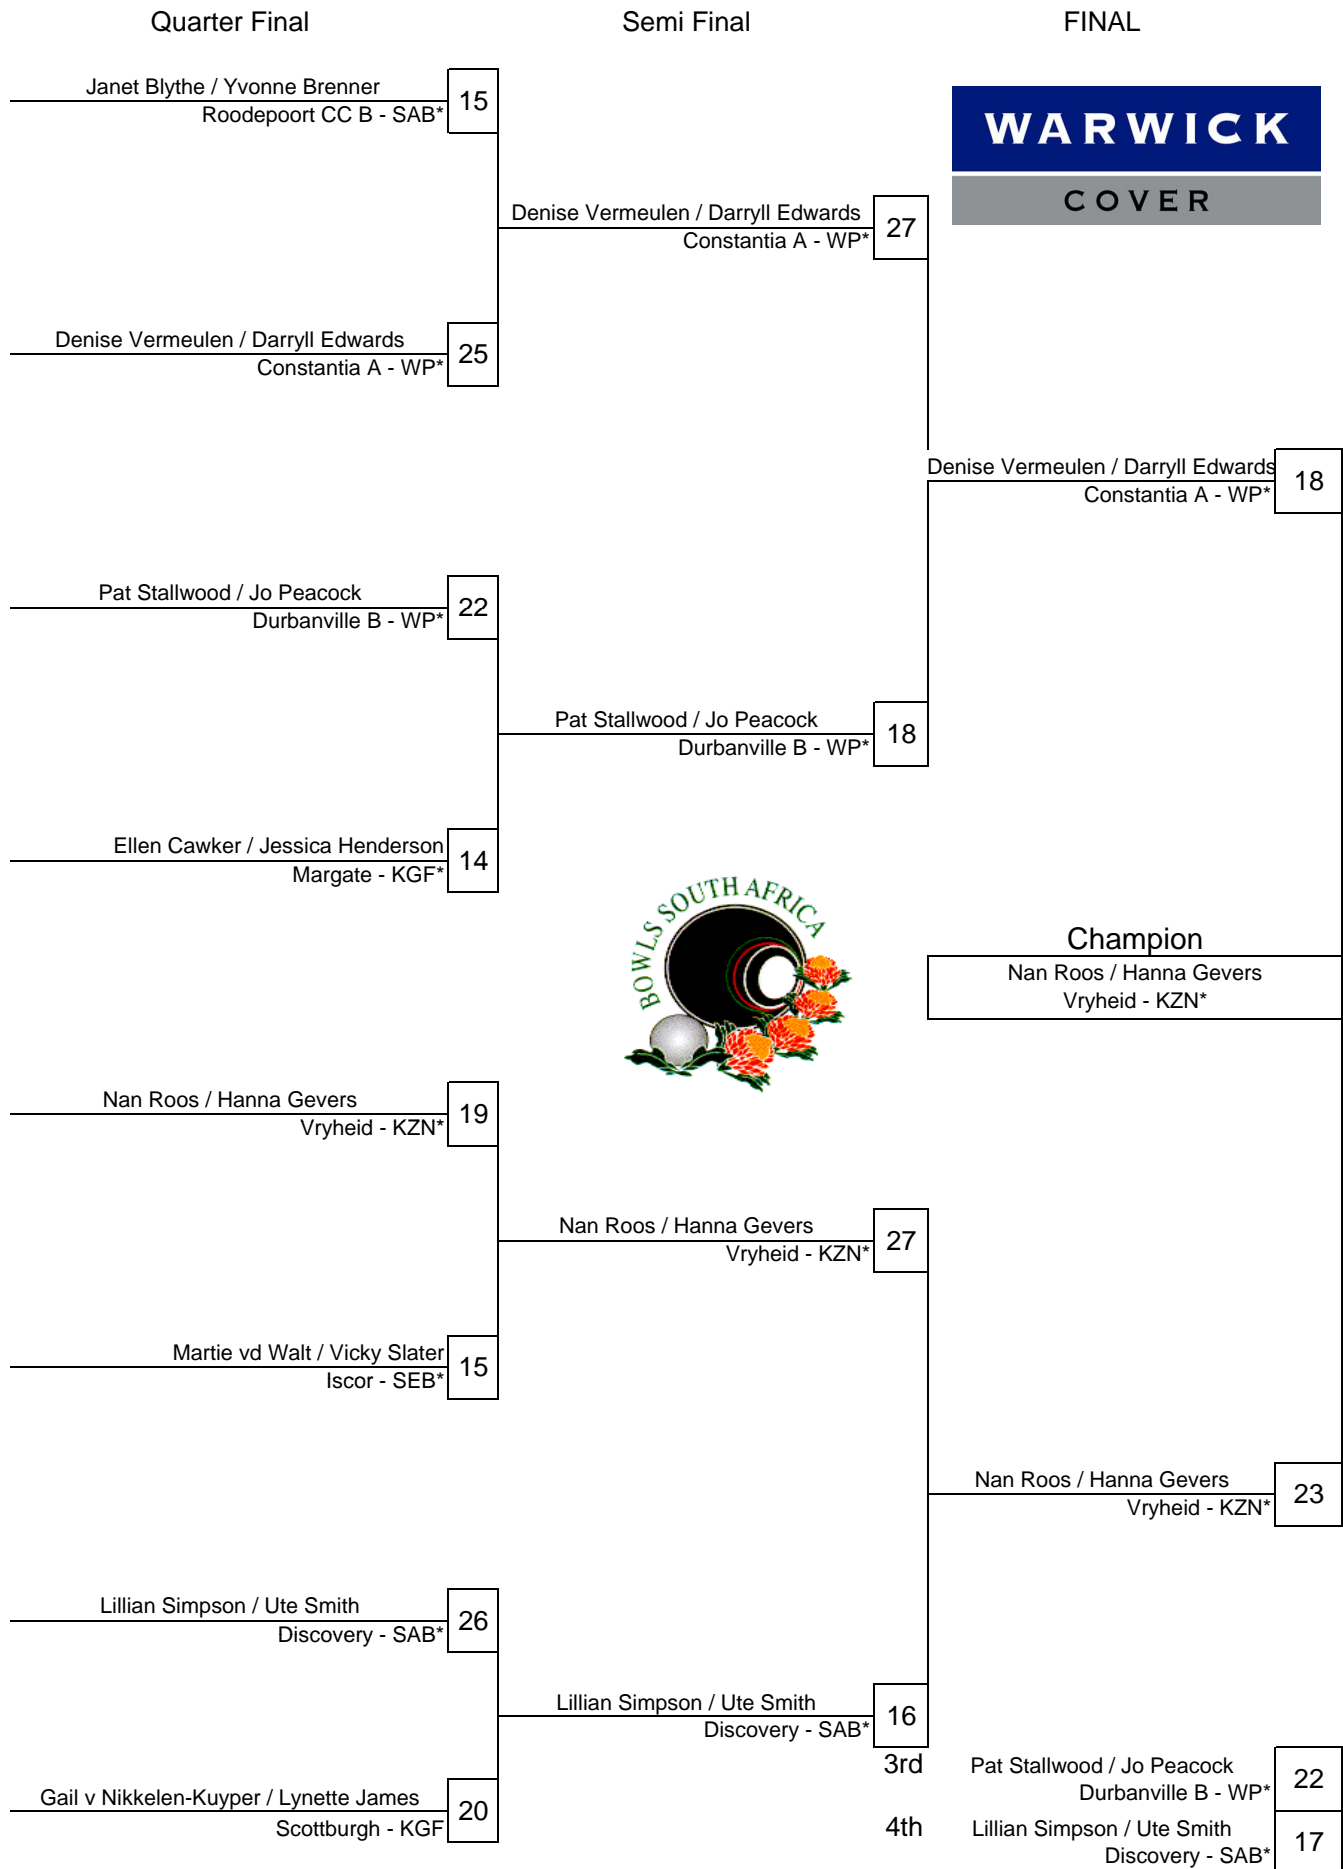 Quarter Final
Semi Final
FINAL
Janet Blythe / Yvonne Brenner
Roodepoort CC B - SAB*
15
WARWICK
COVER
Denise Vermeulen / Darryll Edwards
Constantia A - WP*
27
Denise Vermeulen / Darryll Edwards
Constantia A - WP*
25
Denise Vermeulen / Darryll Edwards
Constantia A - WP*
18
Pat Stallwood / Jo Peacock
Durbanville B - WP*
22
Pat Stallwood / Jo Peacock
Durbanville B - WP*
18
Ellen Cawker / Jessica Henderson
Margate - KGF*
14
BOWLS SOUTH AFRICA
Champion
Nan Roos / Hanna Gevers
Vryheid - KZN*
Nan Roos / Hanna Gevers
Vryheid - KZN*
19
Nan Roos / Hanna Gevers
Vryheid - KZN*
27
Martie vd Walt / Vicky Slater
Iscor - SEB*
15
Nan Roos / Hanna Gevers
Vryheid - KZN*
23
Lillian Simpson / Ute Smith
Discovery - SAB*
26
Lillian Simpson / Ute Smith
Discovery - SAB*
16
3rd
Pat Stallwood / Jo Peacock
Durbanville B - WP*
22
Gail v Nikkelen-Kuyper / Lynette James
Scottburgh - KGF
20
4th
Lillian Simpson / Ute Smith
Discovery - SAB*
17